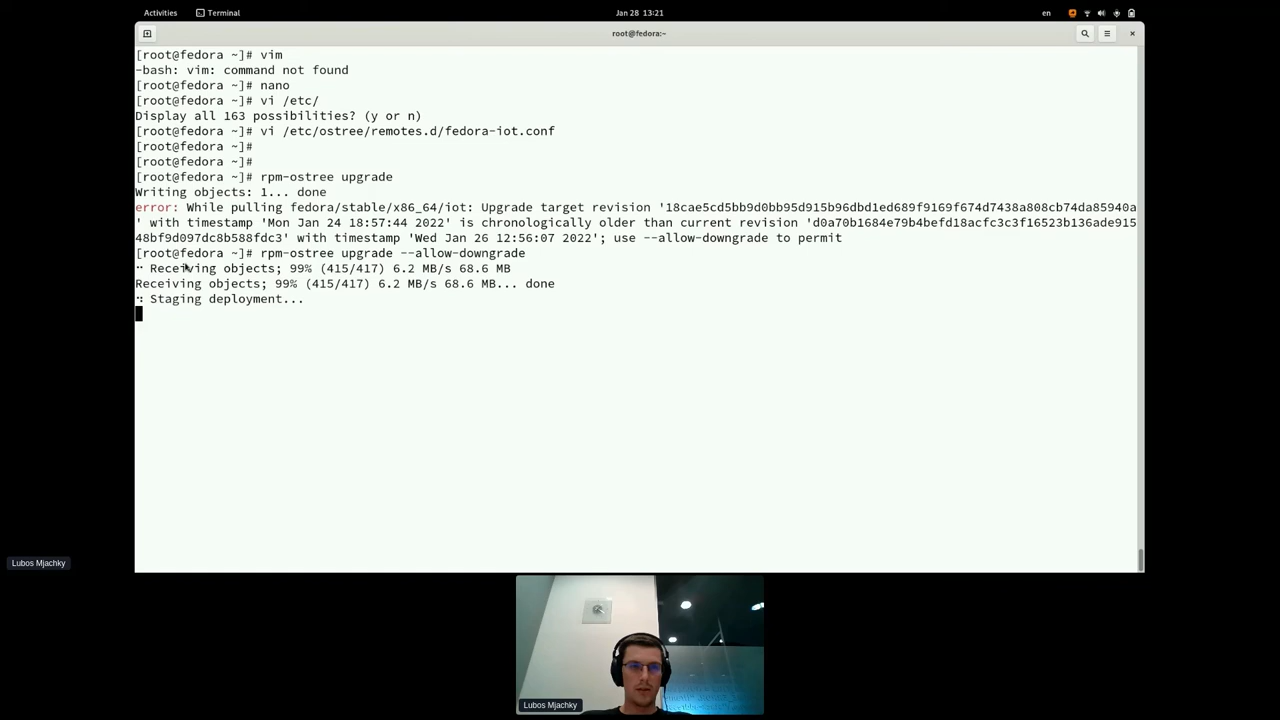 Activities
Terminal
Jan 28 13:21
en
root@fedora:~
[root@fedora ~]# vim
-bash: vim: command not found
[root@fedora ~]# nano
[root@fedora ~]# vi /etc/
Display all 163 possibilities? (y or n)
[root@fedora ~]# vi /etc/ostree/remotes.d/fedora-iot.conf
[root@fedora ~]#
[root@fedora ~]#
[root@fedora ~]# rpm-ostree upgrade
Writing objects: 1... done
error: While pulling fedora/stable/x86_64/iot: Upgrade target revision '18cae5cd5bb9d0bb95d915b96dbd1ed689f9169f674d7438a808cb74da85940a
' with timestamp 'Mon Jan 24 18:57:44 2022' is chronologically older than current revision 'd0a70b1684e79b4befd18acfc3c3f16523b136ade915
48bf9d097dc8b588fdc3' with timestamp 'Wed Jan 26 12:56:07 2022'; use --allow-downgrade to permit
[root@fedora ~]# rpm-ostree upgrade --allow-downgrade
Receiving objects; 99% (415/417) 6.2 MB/s 68.6 MB
Receiving objects; 99% (415/417) 6.2 MB/s 68.6 MB... done
Staging deployment...
Lubos Mjachky
Lubos Mjachky